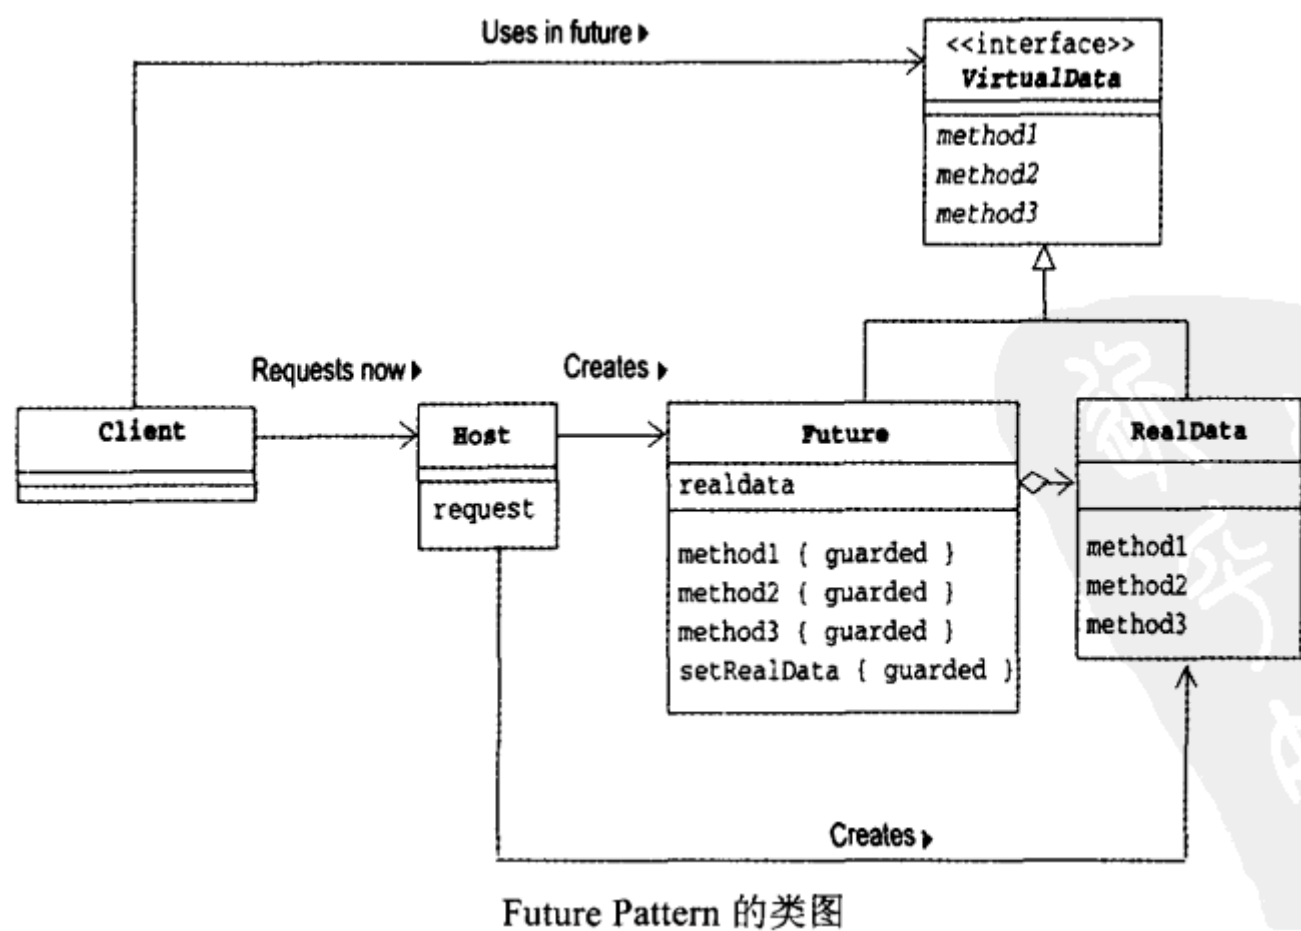 Uses in future ▸
<<interface>>
VirtualData
method1
method2
method3
Requests now ▸
Creates ▸
Client
Host
request
Future
realdata
method1 { guarded }
method2 { guarded }
method3 { guarded }
setRealData { guarded }
RealData
method1
method2
method3
Creates ▸
Future Pattern 的类图